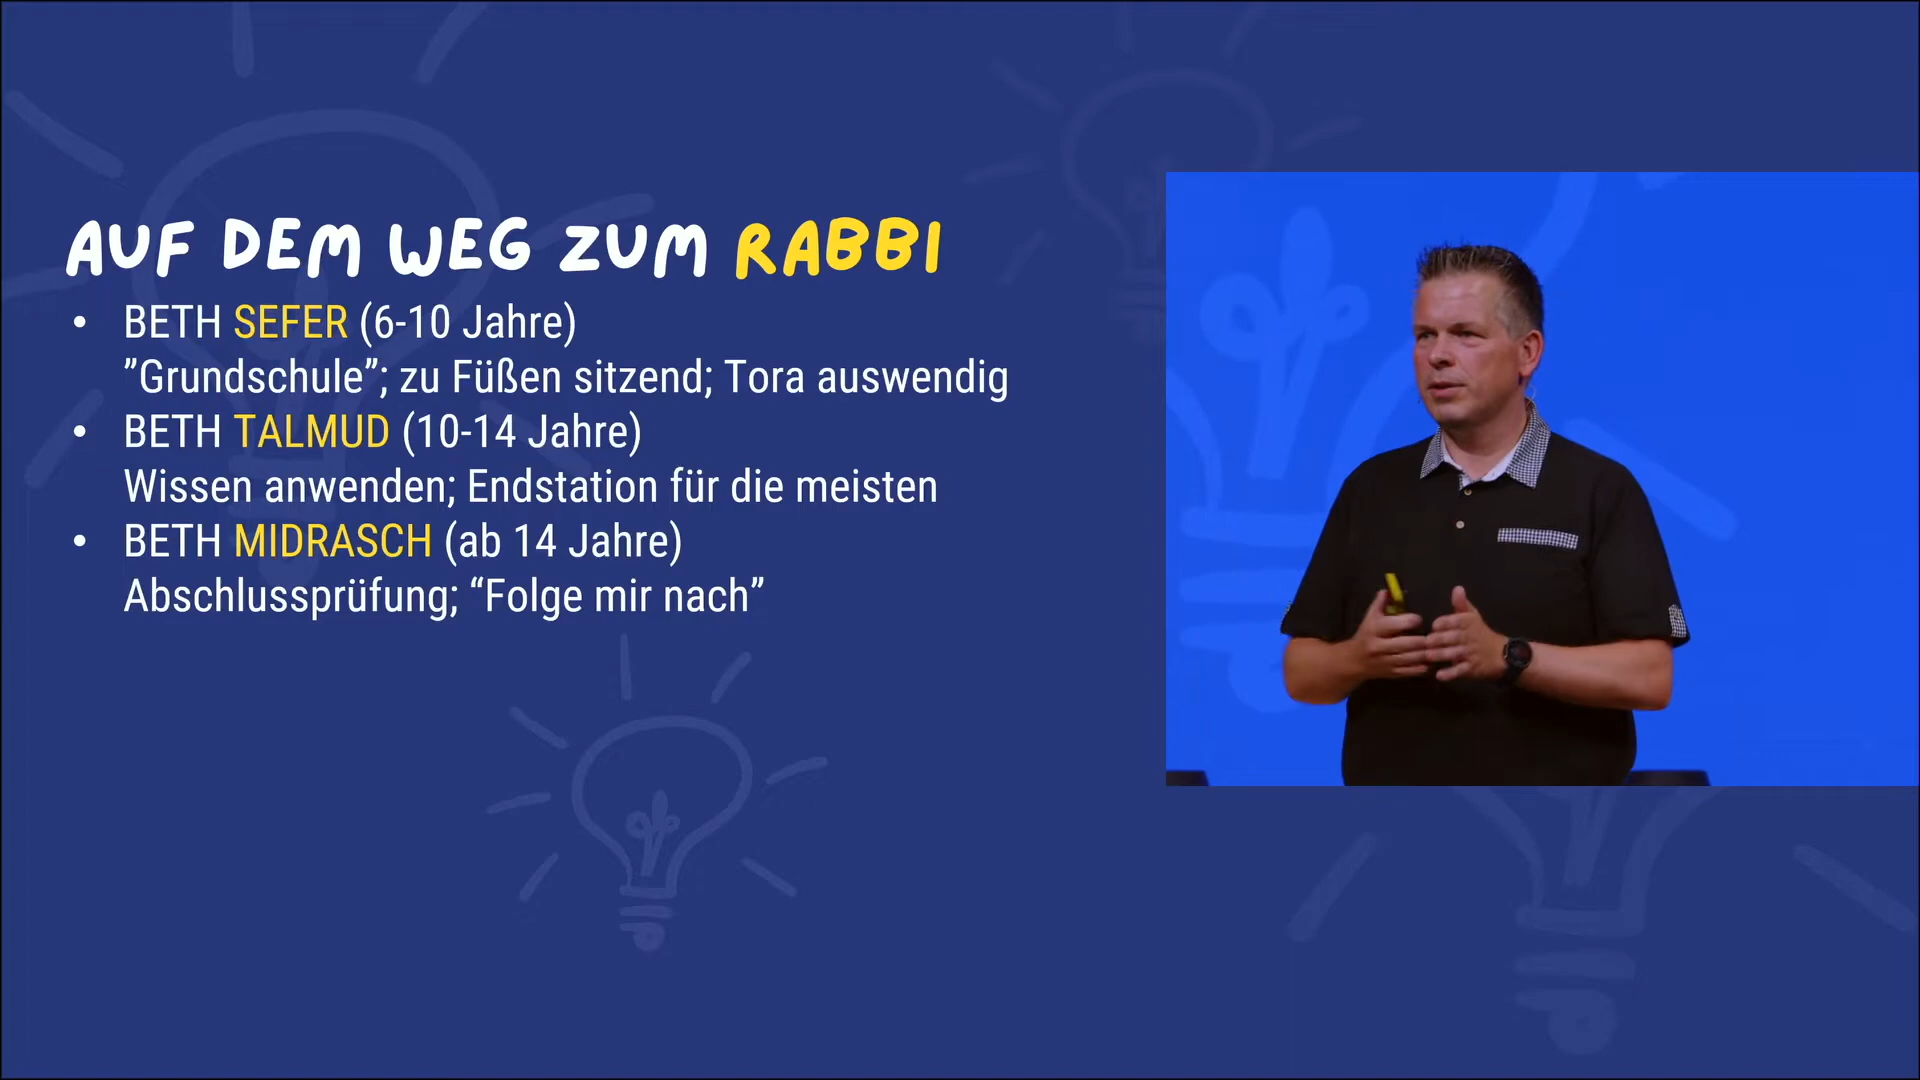 AUF DEM WEG ZUM RABBI
• BETH SEFER (6-10 Jahre)
”Grundschule”; zu Füßen sitzend; Tora auswendig
• BETH TALMUD (10-14 Jahre)
Wissen anwenden; Endstation für die meisten
• BETH MIDRASCH (ab 14 Jahre)
Abschlussprüfung; “Folge mir nach”